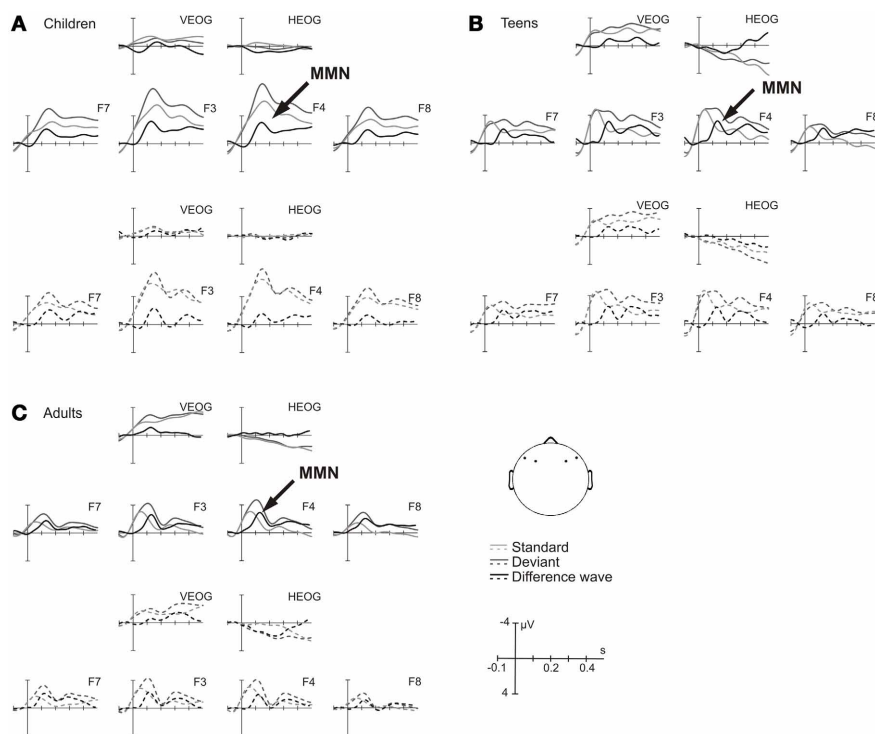 A Children
VEOG HEOG
MMN
F7 F3 F4 F8
VEOG HEOG
F7 F3 F4 F8
B Teens
VEOG HEOG
MMN
F7 F3 F4 F8
VEOG HEOG
F7 F3 F4 F8
C Adults
VEOG HEOG
MMN
F7 F3 F4 F8
VEOG HEOG
F7 F3 F4 F8
Standard
Deviant
Difference wave
-4 µV
s
-0.1 0.2 0.4
4